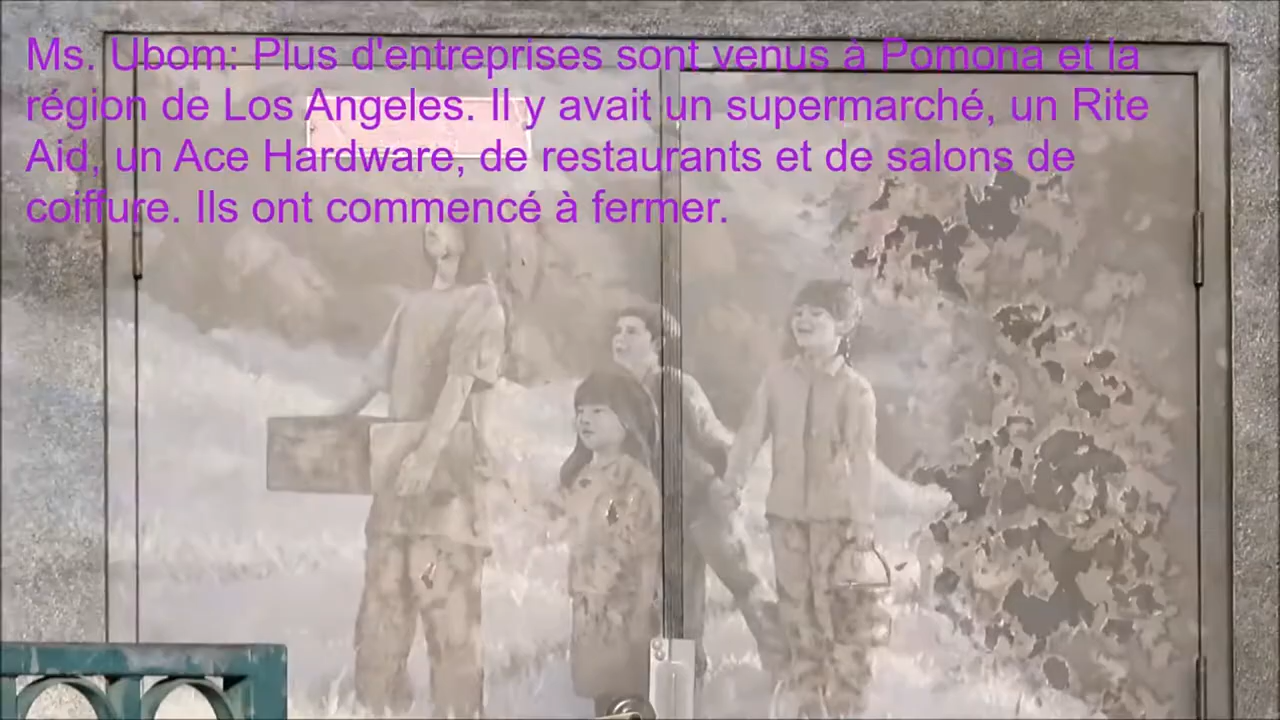 Ms. Ubom: Plus d'entreprises sont venus à Pomona et la
région de Los Angeles. Il y avait un supermarché, un Rite
Aid, un Ace Hardware, de restaurants et de salons de
coiffure. Ils ont commencé à fermer.